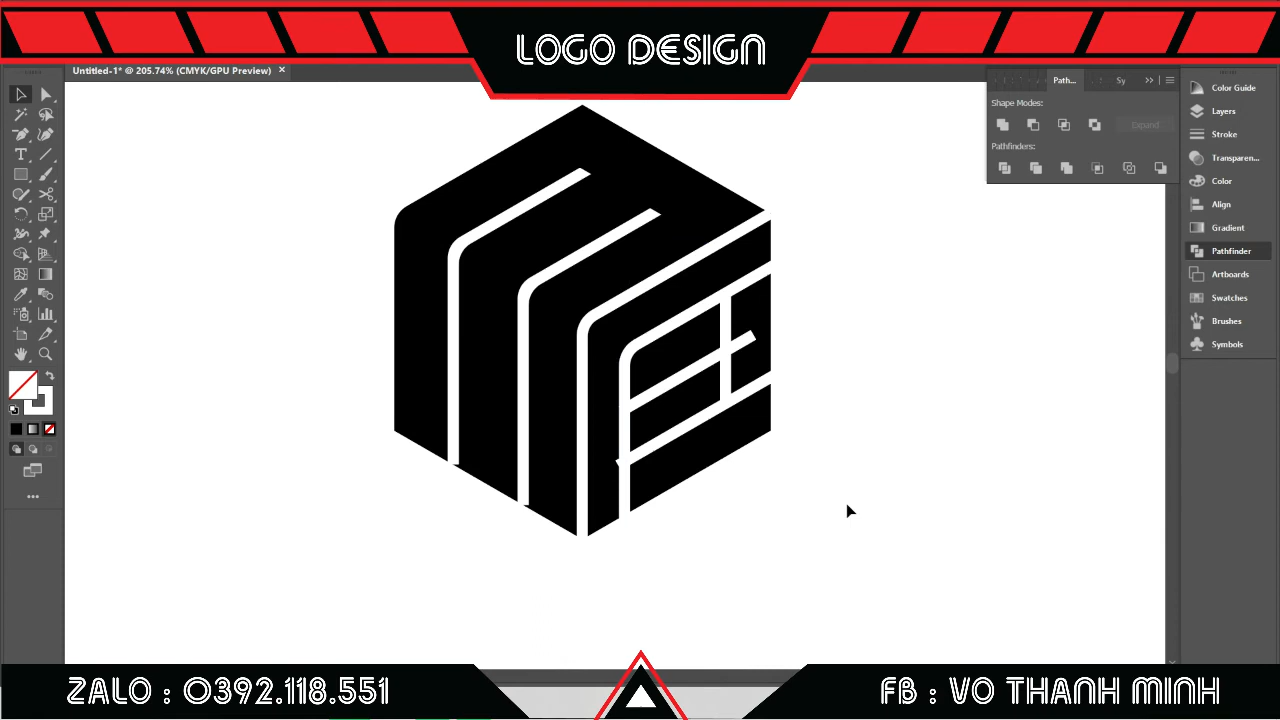 LOGO DESIGN
Untitled-1* @ 205.74% (CMYK/GPU Preview)
Path...
Sy
Shape Modes:
Expand
Pathfinders:
Color Guide
Layers
Stroke
Transparen...
Color
Align
Gradient
Pathfinder
Artboards
Swatches
Brushes
Symbols
ZALO : 0392.118.551
FB : VO THANH MINH